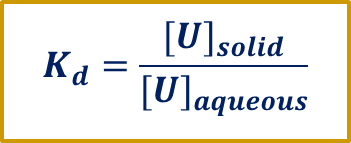 K_d = [U]_solid / [U]_aqueous